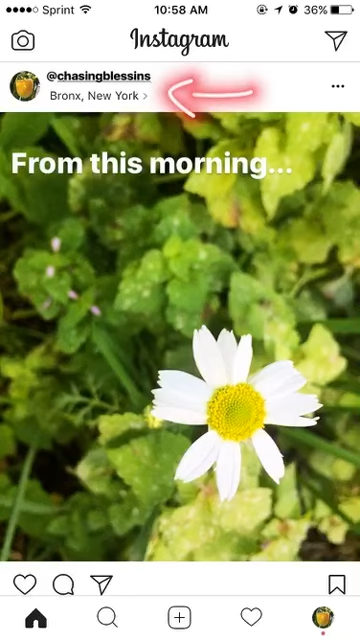 Sprint 10:58 AM 36%
Instagram
@chasingblessins
Bronx, New York >
From this morning...